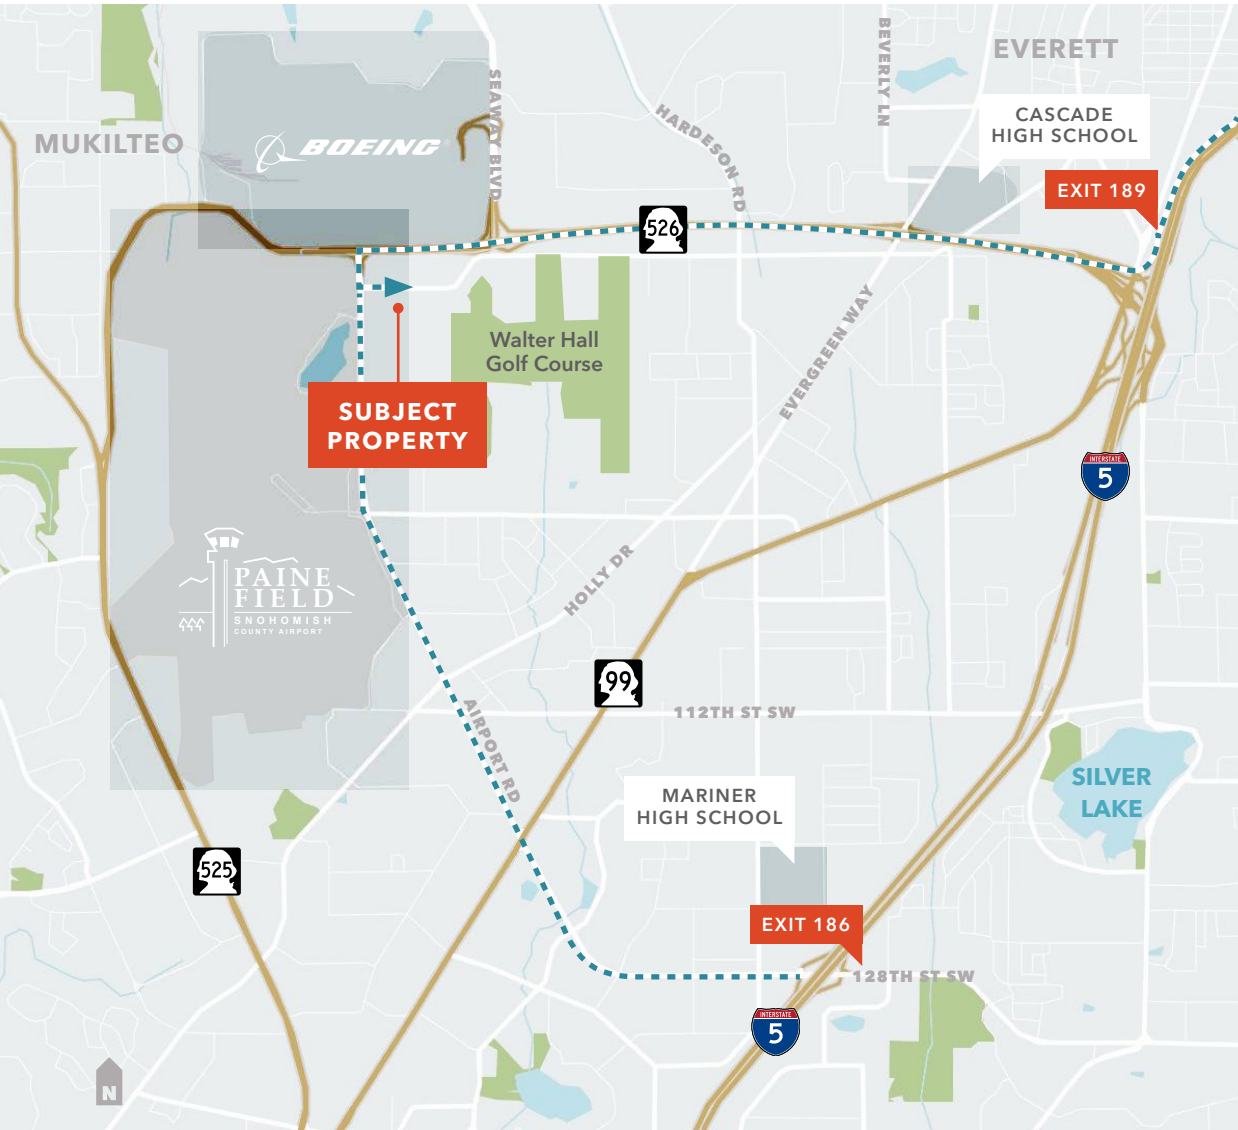 EVERETT
BEVERLY LN
SEAWAY BLVD
HARDESON RD
CASCADE
HIGH SCHOOL
MUKILTEO
BOEING
EXIT 189
526
EVERGREEN WAY
Walter Hall
Golf Course
SUBJECT
PROPERTY
INTERSTATE
5
HOLLY DR
PAINE
FIELD
SNOHOMISH
COUNTY AIRPORT
99
112TH ST SW
AIRPORT RD
SILVER
LAKE
MARINER
HIGH SCHOOL
525
EXIT 186
128TH ST SW
INTERSTATE
5
N